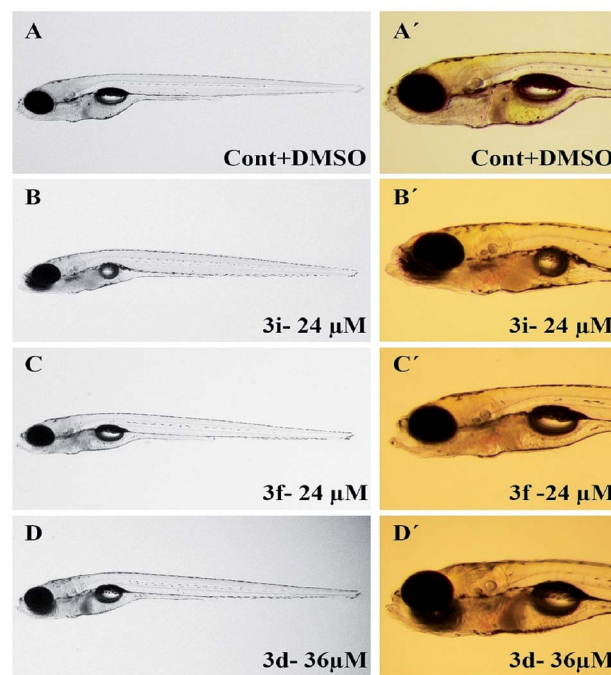 A
Cont+DMSO
A´
Cont+DMSO
B
3i- 24 µM
B´
3i- 24 µM
C
3f- 24 µM
C´
3f -24 µM
D
3d- 36µM
D´
3d- 36µM